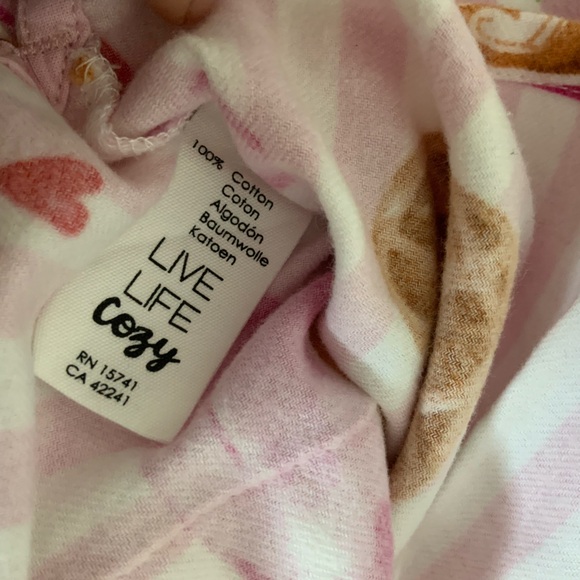 100% Cotton
Coton
Algodón
Baumwolle
Katoen
LIVE
LIFE
cozy
RN 15741
CA 42241